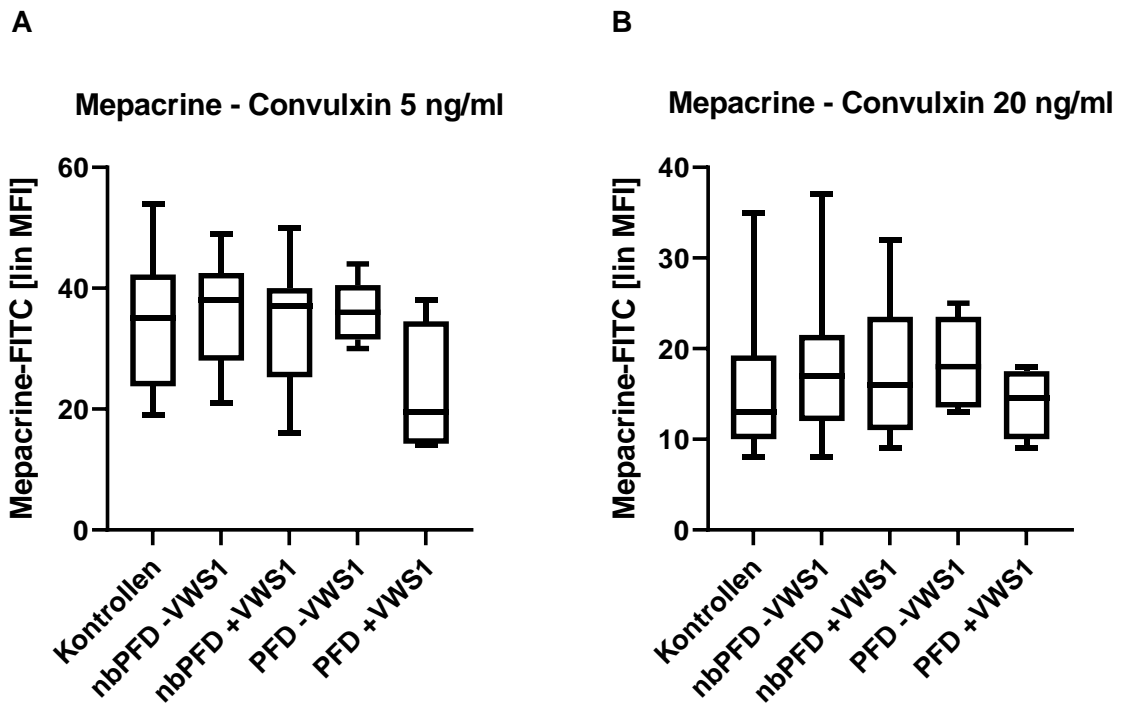 A
Mepacrine - Convulxin 5 ng/ml
Mepacrine-FITC [lin MFI]
60
40
20
0
Kontrollen
nbPFD -VWS1
nbPFD +VWS1
PFD -VWS1
PFD +VWS1
B
Mepacrine - Convulxin 20 ng/ml
Mepacrine-FITC [lin MFI]
40
30
20
10
0
Kontrollen
nbPFD -VWS1
nbPFD +VWS1
PFD -VWS1
PFD +VWS1